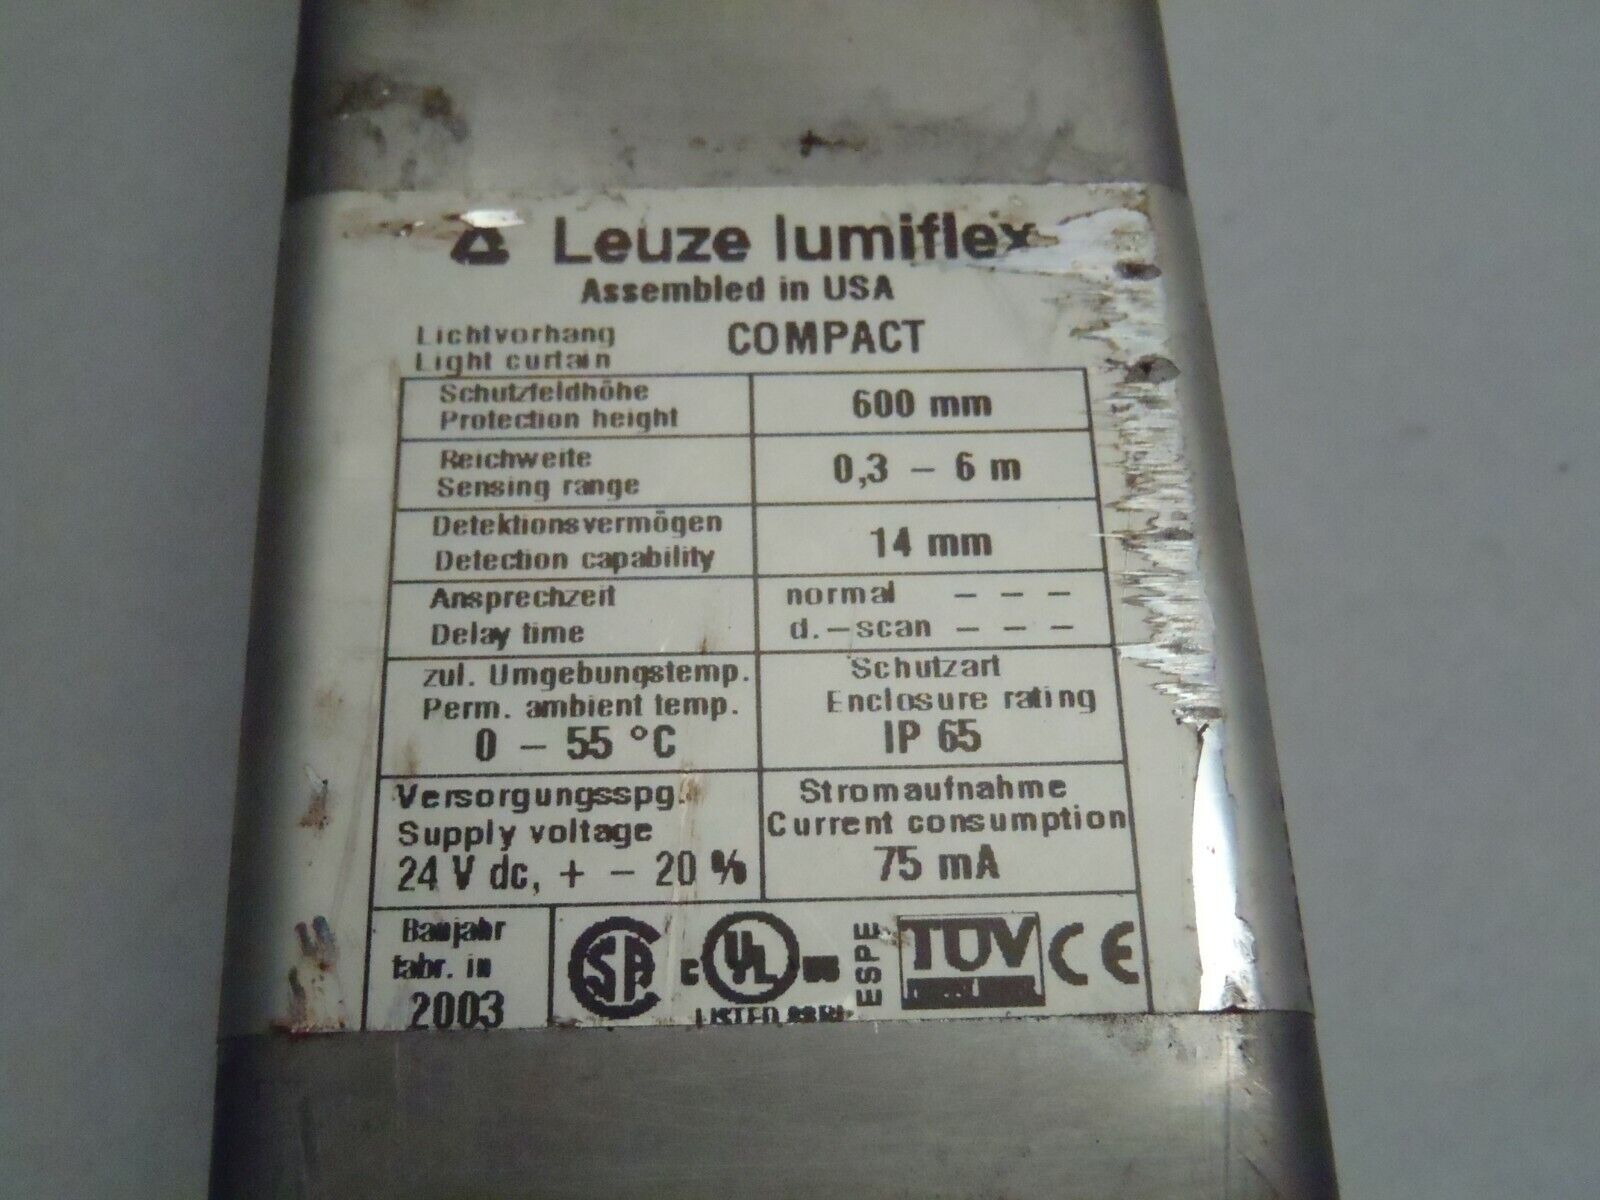 Leuze lumiflex
Assembled in USA
Lichtvorhang
Light curtain
COMPACT
Schutzfeldhöhe
Protection height
600 mm
Reichweite
Sensing range
0,3 – 6 m
Detektionsvermögen
Detection capability
14 mm
Ansprechzeit
Delay time
normal – – –
d.–scan – – –
zul. Umgebungstemp.
Perm. ambient temp.
0 – 55 °C
Schutzart
Enclosure rating
IP 65
Versorgungsspg.
Supply voltage
24 V dc, + – 20 %
Stromaufnahme
Current consumption
75 mA
Baujahr
fabr. in
2003
SA
C UL US
LISTED
ESPE
TÜV
CE